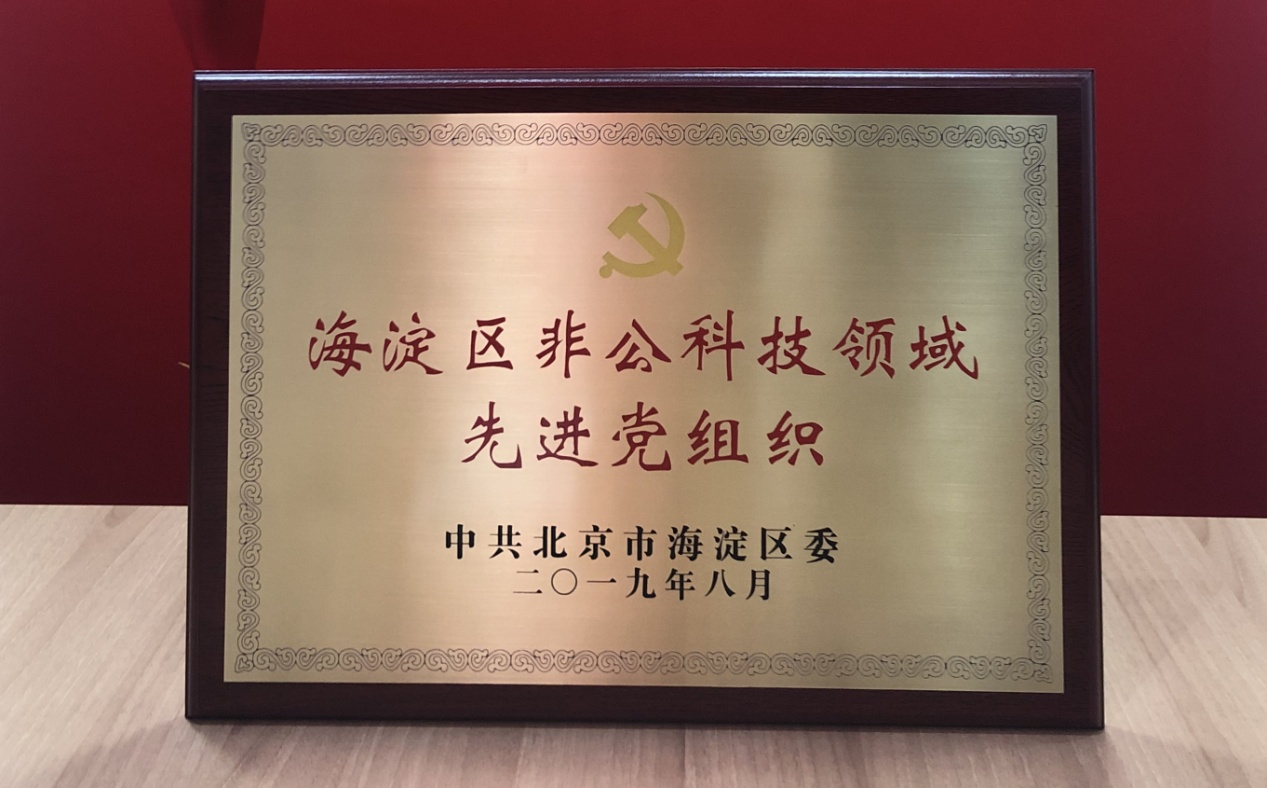 海淀区非公科技领域
先进党组织
中共北京市海淀区委
二〇一九年八月